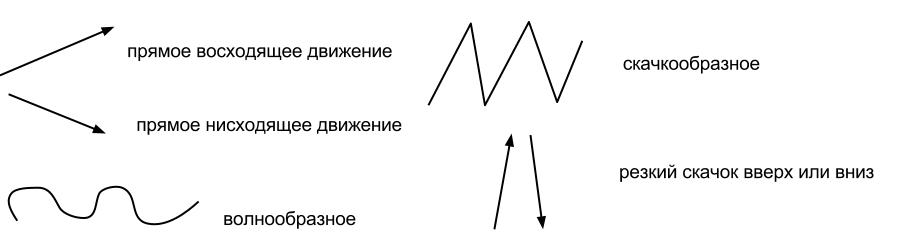 прямое восходящее движение
прямое нисходящее движение
волнообразное
скачкообразное
резкий скачок вверх или вниз